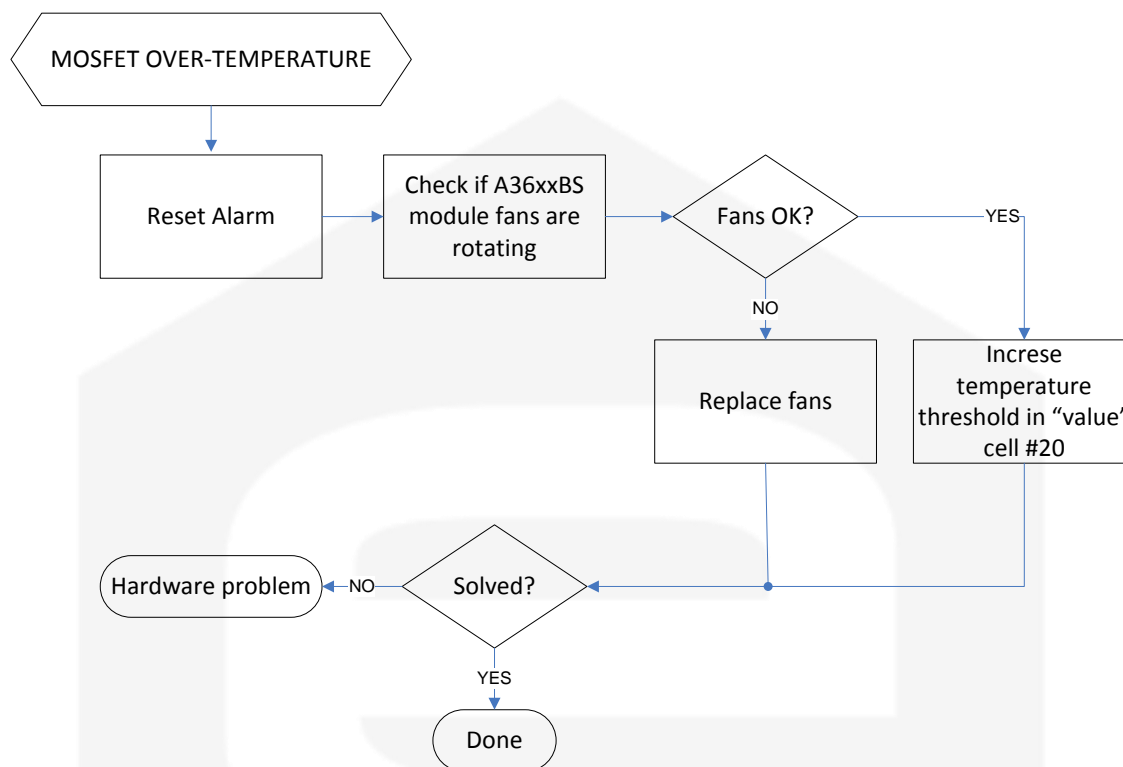 MOSFET OVER-TEMPERATURE
Reset Alarm
Check if A36xxBS
module fans are
rotating
Fans OK?
YES
NO
Replace fans
Increse
temperature
threshold in “value”
cell #20
Solved?
NO
Hardware problem
YES
Done